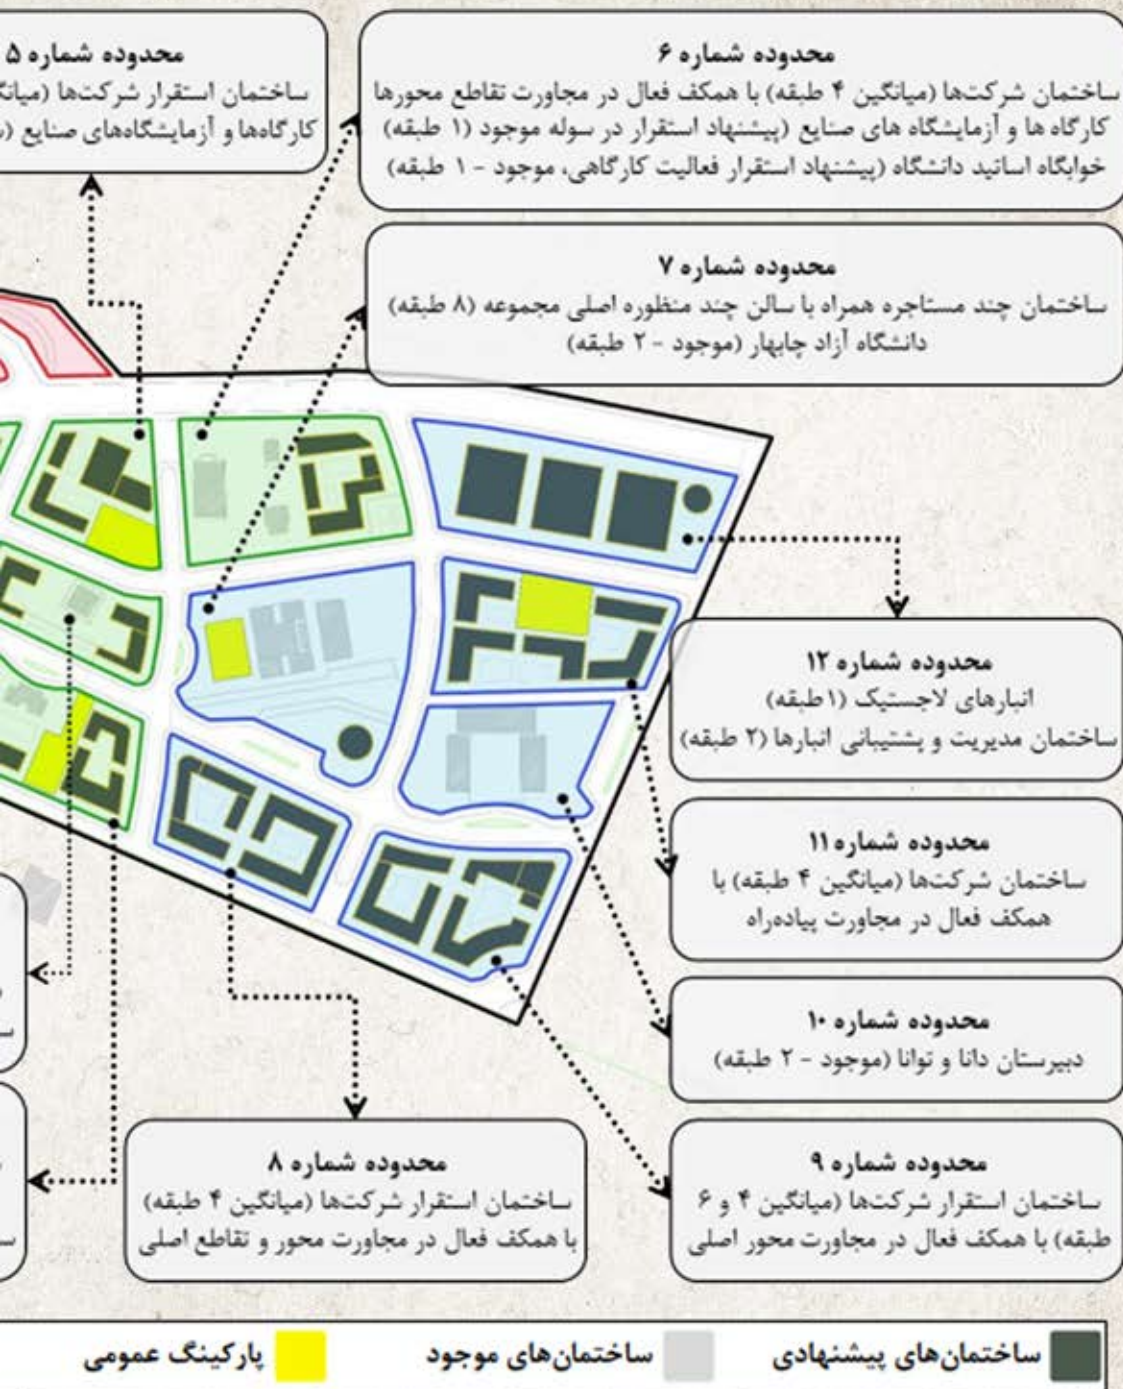 محدوده شماره ۶
ساختمان شرکت‌ها (میانگین ۴ طبقه) با همکف فعال در مجاورت تقاطع محورها
کارگاه ها و آزمایشگاه های صنایع (پیشنهاد استقرار در سوله موجود (۱ طبقه)
خوابگاه اساتید دانشگاه (پیشنهاد استقرار فعالیت کارگاهی، موجود - ۱ طبقه)
محدوده شماره ۵
ساختمان استقرار شرکت‌ها
کارگاه‌ها و آزمایشگاه‌های صنایع
محدوده شماره ۷
ساختمان چند مستاجره همراه با سالن چند منظوره اصلی مجموعه (۸ طبقه)
دانشگاه آزاد چابهار (موجود - ۲ طبقه)
محدوده شماره ۱۲
انبارهای لاجستیک (۱طبقه)
ساختمان مدیریت و پشتیبانی انبارها (۲ طبقه)
محدوده شماره ۱۱
ساختمان شرکت‌ها (میانگین ۴ طبقه) با
همکف فعال در مجاورت پیاده‌راه
محدوده شماره ۱۰
دبیرستان دانا و توانا (موجود - ۲ طبقه)
محدوده شماره ۹
ساختمان استقرار شرکت‌ها (میانگین ۴ و ۶
طبقه) با همکف فعال در مجاورت محور اصلی
محدوده شماره ۸
ساختمان استقرار شرکت‌ها (میانگین ۴ طبقه)
با همکف فعال در مجاورت محور و تقاطع اصلی
ساختمان‌های پیشنهادی
ساختمان‌های موجود
پارکینگ عمومی